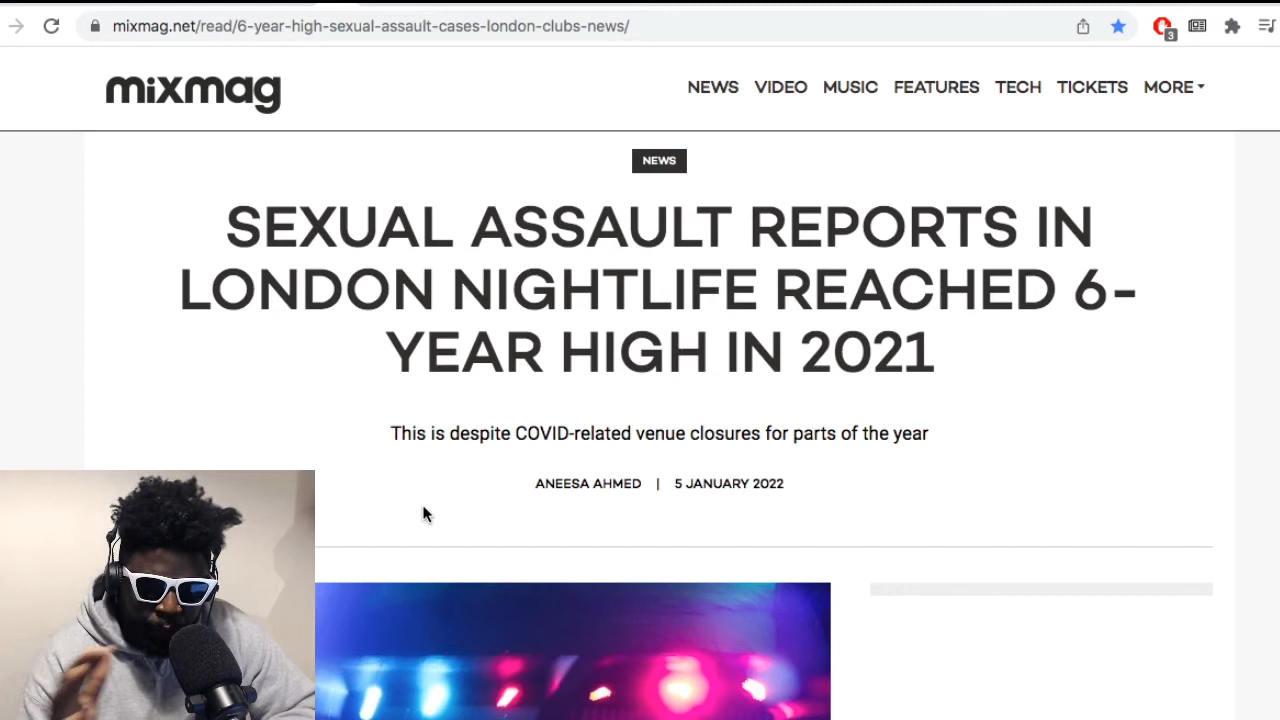 mixmag.net/read/6-year-high-sexual-assault-cases-london-clubs-news/
3
mixmag
NEWS VIDEO MUSIC FEATURES TECH TICKETS MORE
NEWS
SEXUAL ASSAULT REPORTS IN
LONDON NIGHTLIFE REACHED 6-
YEAR HIGH IN 2021
This is despite COVID-related venue closures for parts of the year
ANEESA AHMED | 5 JANUARY 2022